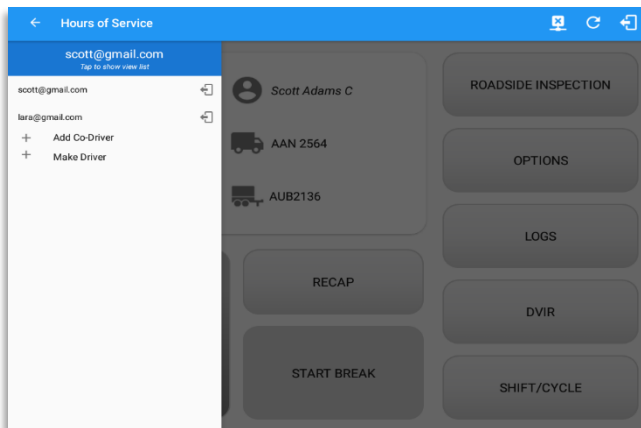 Hours of Service
scott@gmail.com
Tap to show view list
scott@gmail.com
lara@gmail.com
Add Co-Driver
Make Driver
Scott Adams C
AAN 2564
AUB2136
RECAP
START BREAK
ROADSIDE INSPECTION
OPTIONS
LOGS
DVIR
SHIFT/CYCLE